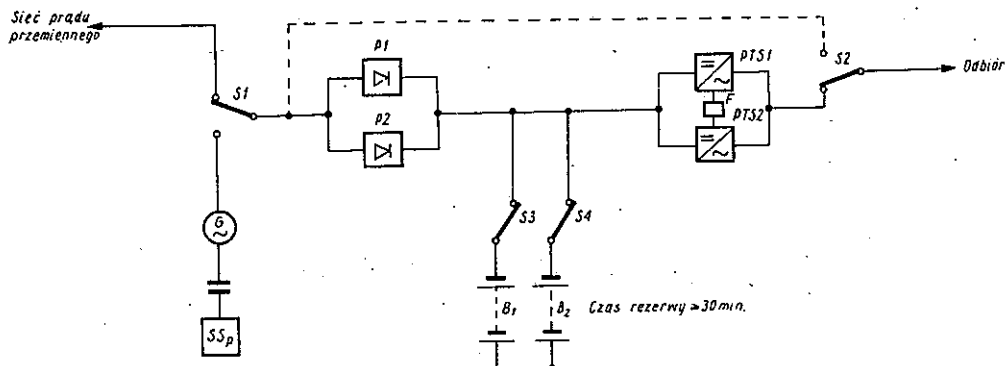 Sieć prądu
przemiennego
S1
P1
P2
PTS1
F
PTS2
S2
Odbiór
G
SSp
S3
S4
B1
B2
Czas rezerwy ≥ 30 min.